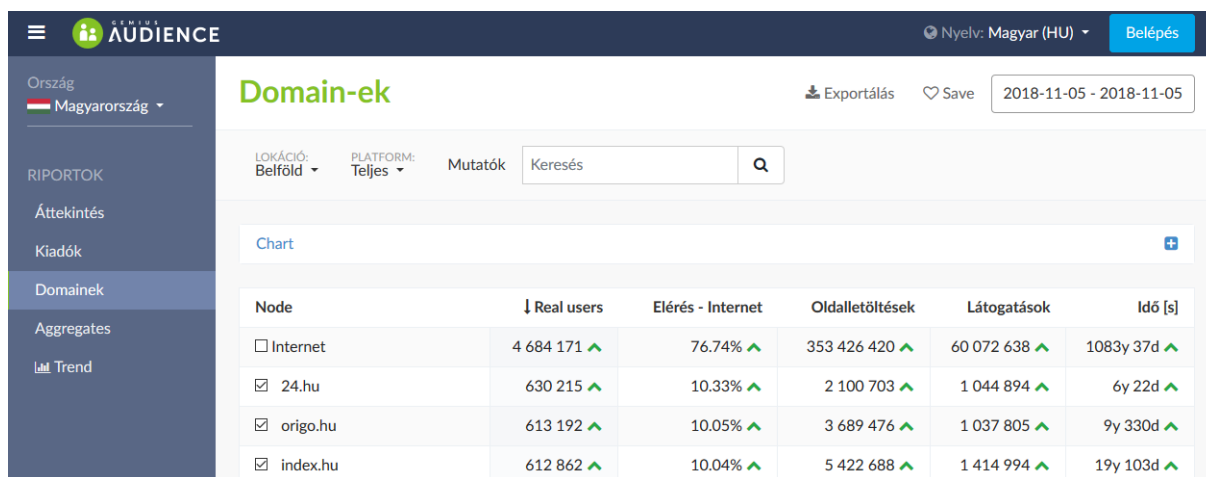 GEMIUS
AUDIENCE
Nyelv: Magyar (HU)
Belépés
Ország
Magyarország
RIPORTOK
Áttekintés
Kiadók
Domainek
Aggregates
Trend
Domain-ek
Exportálás
Save
2018-11-05 - 2018-11-05
LOKÁCIÓ:
Belföld
PLATFORM:
Teljes
Mutatók
Keresés
Chart
Node Real users Elérés - Internet Oldalletöltések Látogatások Idő [s]
Internet 4 684 171 76.74% 353 426 420 60 072 638 1083y 37d
24.hu 630 215 10.33% 2 100 703 1 044 894 6y 22d
origo.hu 613 192 10.05% 3 689 476 1 037 805 9y 330d
index.hu 612 862 10.04% 5 422 688 1 414 994 19y 103d